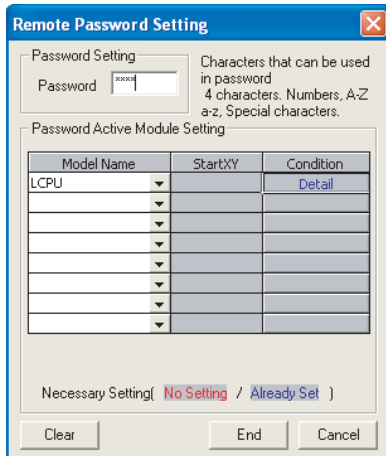 Remote Password Setting
Password Setting
Password ××××
Characters that can be used
in password
4 characters. Numbers, A-Z
a-z, Special characters.
Password Active Module Setting
Model Name StartXY Condition
LCPU Detail
Necessary Setting( No Setting / Already Set )
Clear End Cancel